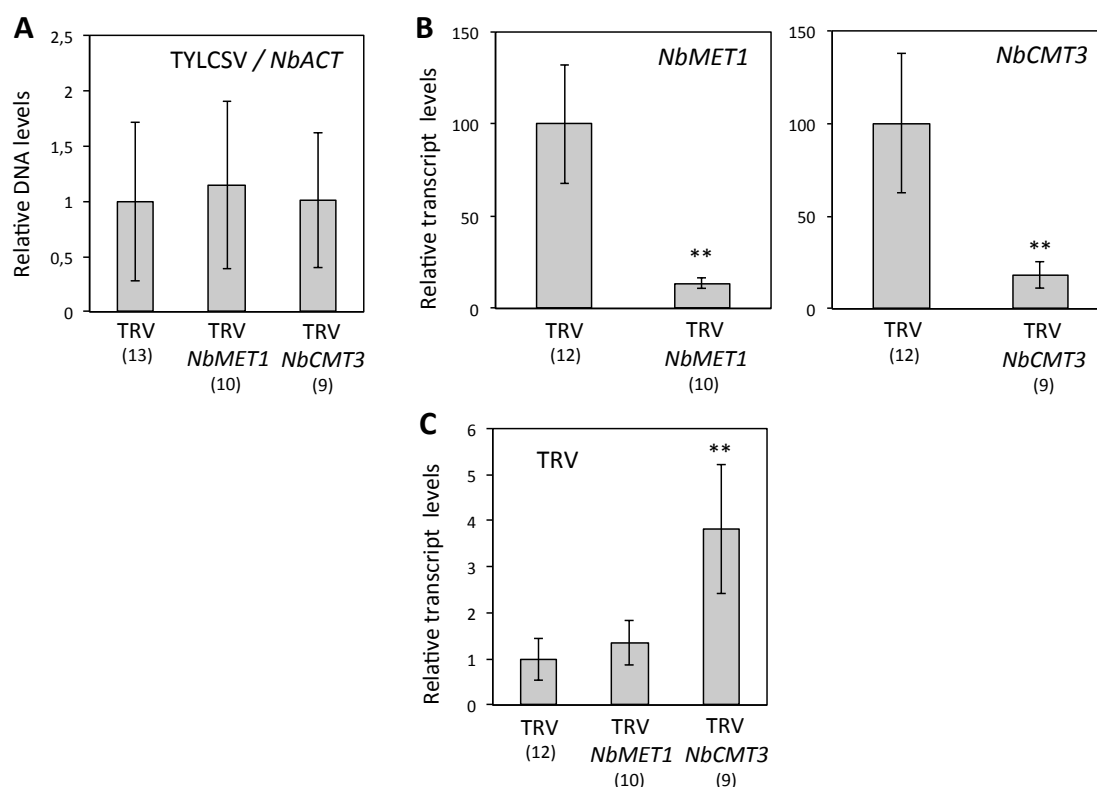 A
TYLCSV / NbACT
Relative DNA levels
2,5
2
1,5
1
0,5
0
TRV
(13)
TRV
NbMET1
(10)
TRV
NbCMT3
(9)
B
NbMET1
Relative transcript levels
150
100
50
0
TRV
(12)
**
TRV
NbMET1
(10)
NbCMT3
150
100
50
0
TRV
(12)
**
TRV
NbCMT3
(9)
C
TRV
Relative transcript levels
6
5
4
3
2
1
0
**
TRV
(12)
TRV
NbMET1
(10)
TRV
NbCMT3
(9)